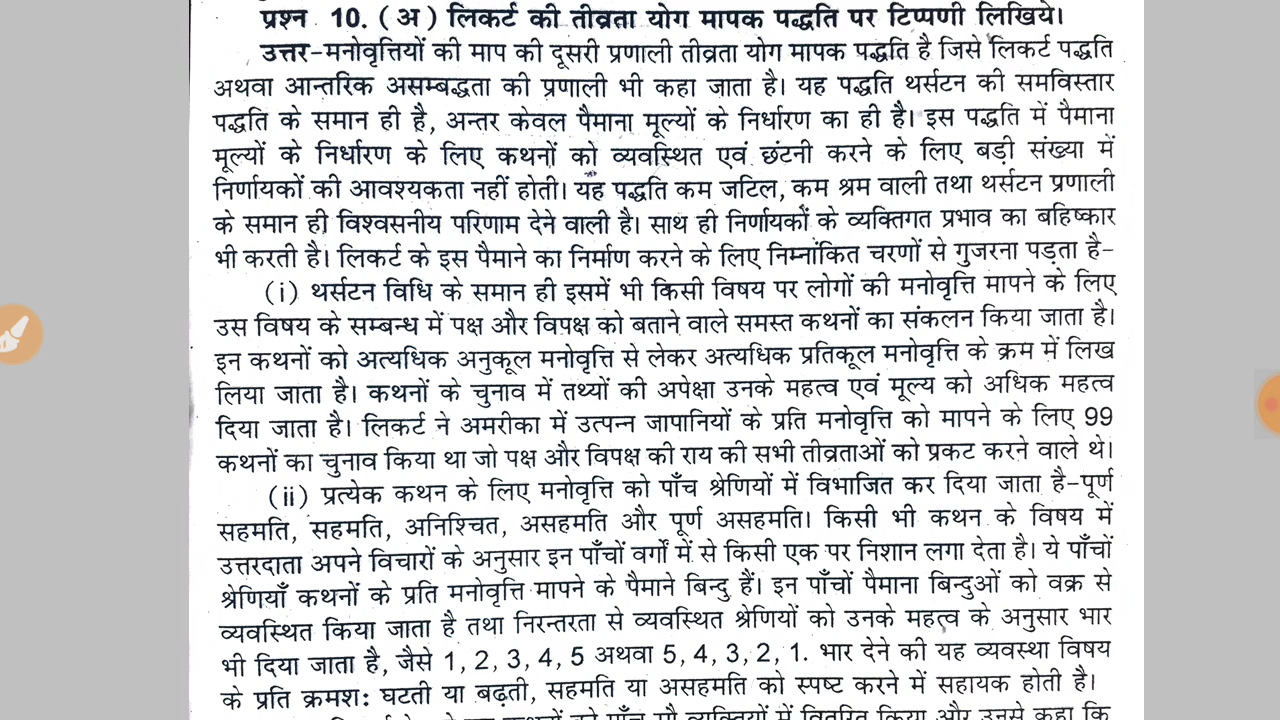 प्रश्न 10. (अ) लिकर्ट की तीव्रता योग मापक पद्धति पर टिप्पणी लिखिये।
उत्तर-मनोवृत्तियों की माप की दूसरी प्रणाली तीव्रता योग मापक पद्धति है जिसे लिकर्ट पद्धति
अथवा आन्तरिक असम्बद्धता की प्रणाली भी कहा जाता है। यह पद्धति थर्सटन की समविस्तार
पद्धति के समान ही है, अन्तर केवल पैमाना मूल्यों के निर्धारण का ही है। इस पद्धति में पैमाना
मूल्यों के निर्धारण के लिए कथनों को व्यवस्थित एवं छंटनी करने के लिए बड़ी संख्या में
निर्णायकों की आवश्यकता नहीं होती। यह पद्धति कम जटिल, कम श्रम वाली तथा थर्सटन प्रणाली
के समान ही विश्वसनीय परिणाम देने वाली है। साथ ही निर्णायकों के व्यक्तिगत प्रभाव का बहिष्कार
भी करती है। लिकर्ट के इस पैमाने का निर्माण करने के लिए निम्नांकित चरणों से गुजरना पड़ता है-
(i) थर्सटन विधि के समान ही इसमें भी किसी विषय पर लोगों की मनोवृत्ति मापने के लिए
उस विषय के सम्बन्ध में पक्ष और विपक्ष को बताने वाले समस्त कथनों का संकलन किया जाता है।
इन कथनों को अत्यधिक अनुकूल मनोवृत्ति से लेकर अत्यधिक प्रतिकूल मनोवृत्ति के क्रम में लिख
लिया जाता है। कथनों के चुनाव में तथ्यों की अपेक्षा उनके महत्व एवं मूल्य को अधिक महत्व
दिया जाता है। लिकर्ट ने अमरीका में उत्पन्न जापानियों के प्रति मनोवृत्ति को मापने के लिए 99
कथनों का चुनाव किया था जो पक्ष और विपक्ष की राय की सभी तीव्रताओं को प्रकट करने वाले थे।
(ii) प्रत्येक कथन के लिए मनोवृत्ति को पाँच श्रेणियों में विभाजित कर दिया जाता है-पूर्ण
सहमति, सहमति, अनिश्चित, असहमति और पूर्ण असहमति। किसी भी कथन के विषय में
उत्तरदाता अपने विचारों के अनुसार इन पाँचों वर्गों में से किसी एक पर निशान लगा देता है। ये पाँचों
श्रेणियाँ कथनों के प्रति मनोवृत्ति मापने के पैमाने बिन्दु हैं। इन पाँचों पैमाना बिन्दुओं को वक्र से
व्यवस्थित किया जाता है तथा निरन्तरता से व्यवस्थित श्रेणियों को उनके महत्व के अनुसार भार
भी दिया जाता है, जैसे 1, 2, 3, 4, 5 अथवा 5, 4, 3, 2, 1. भार देने की यह व्यवस्था विषय
के प्रति क्रमशः घटती या बढ़ती, सहमति या असहमति को स्पष्ट करने में सहायक होती है।